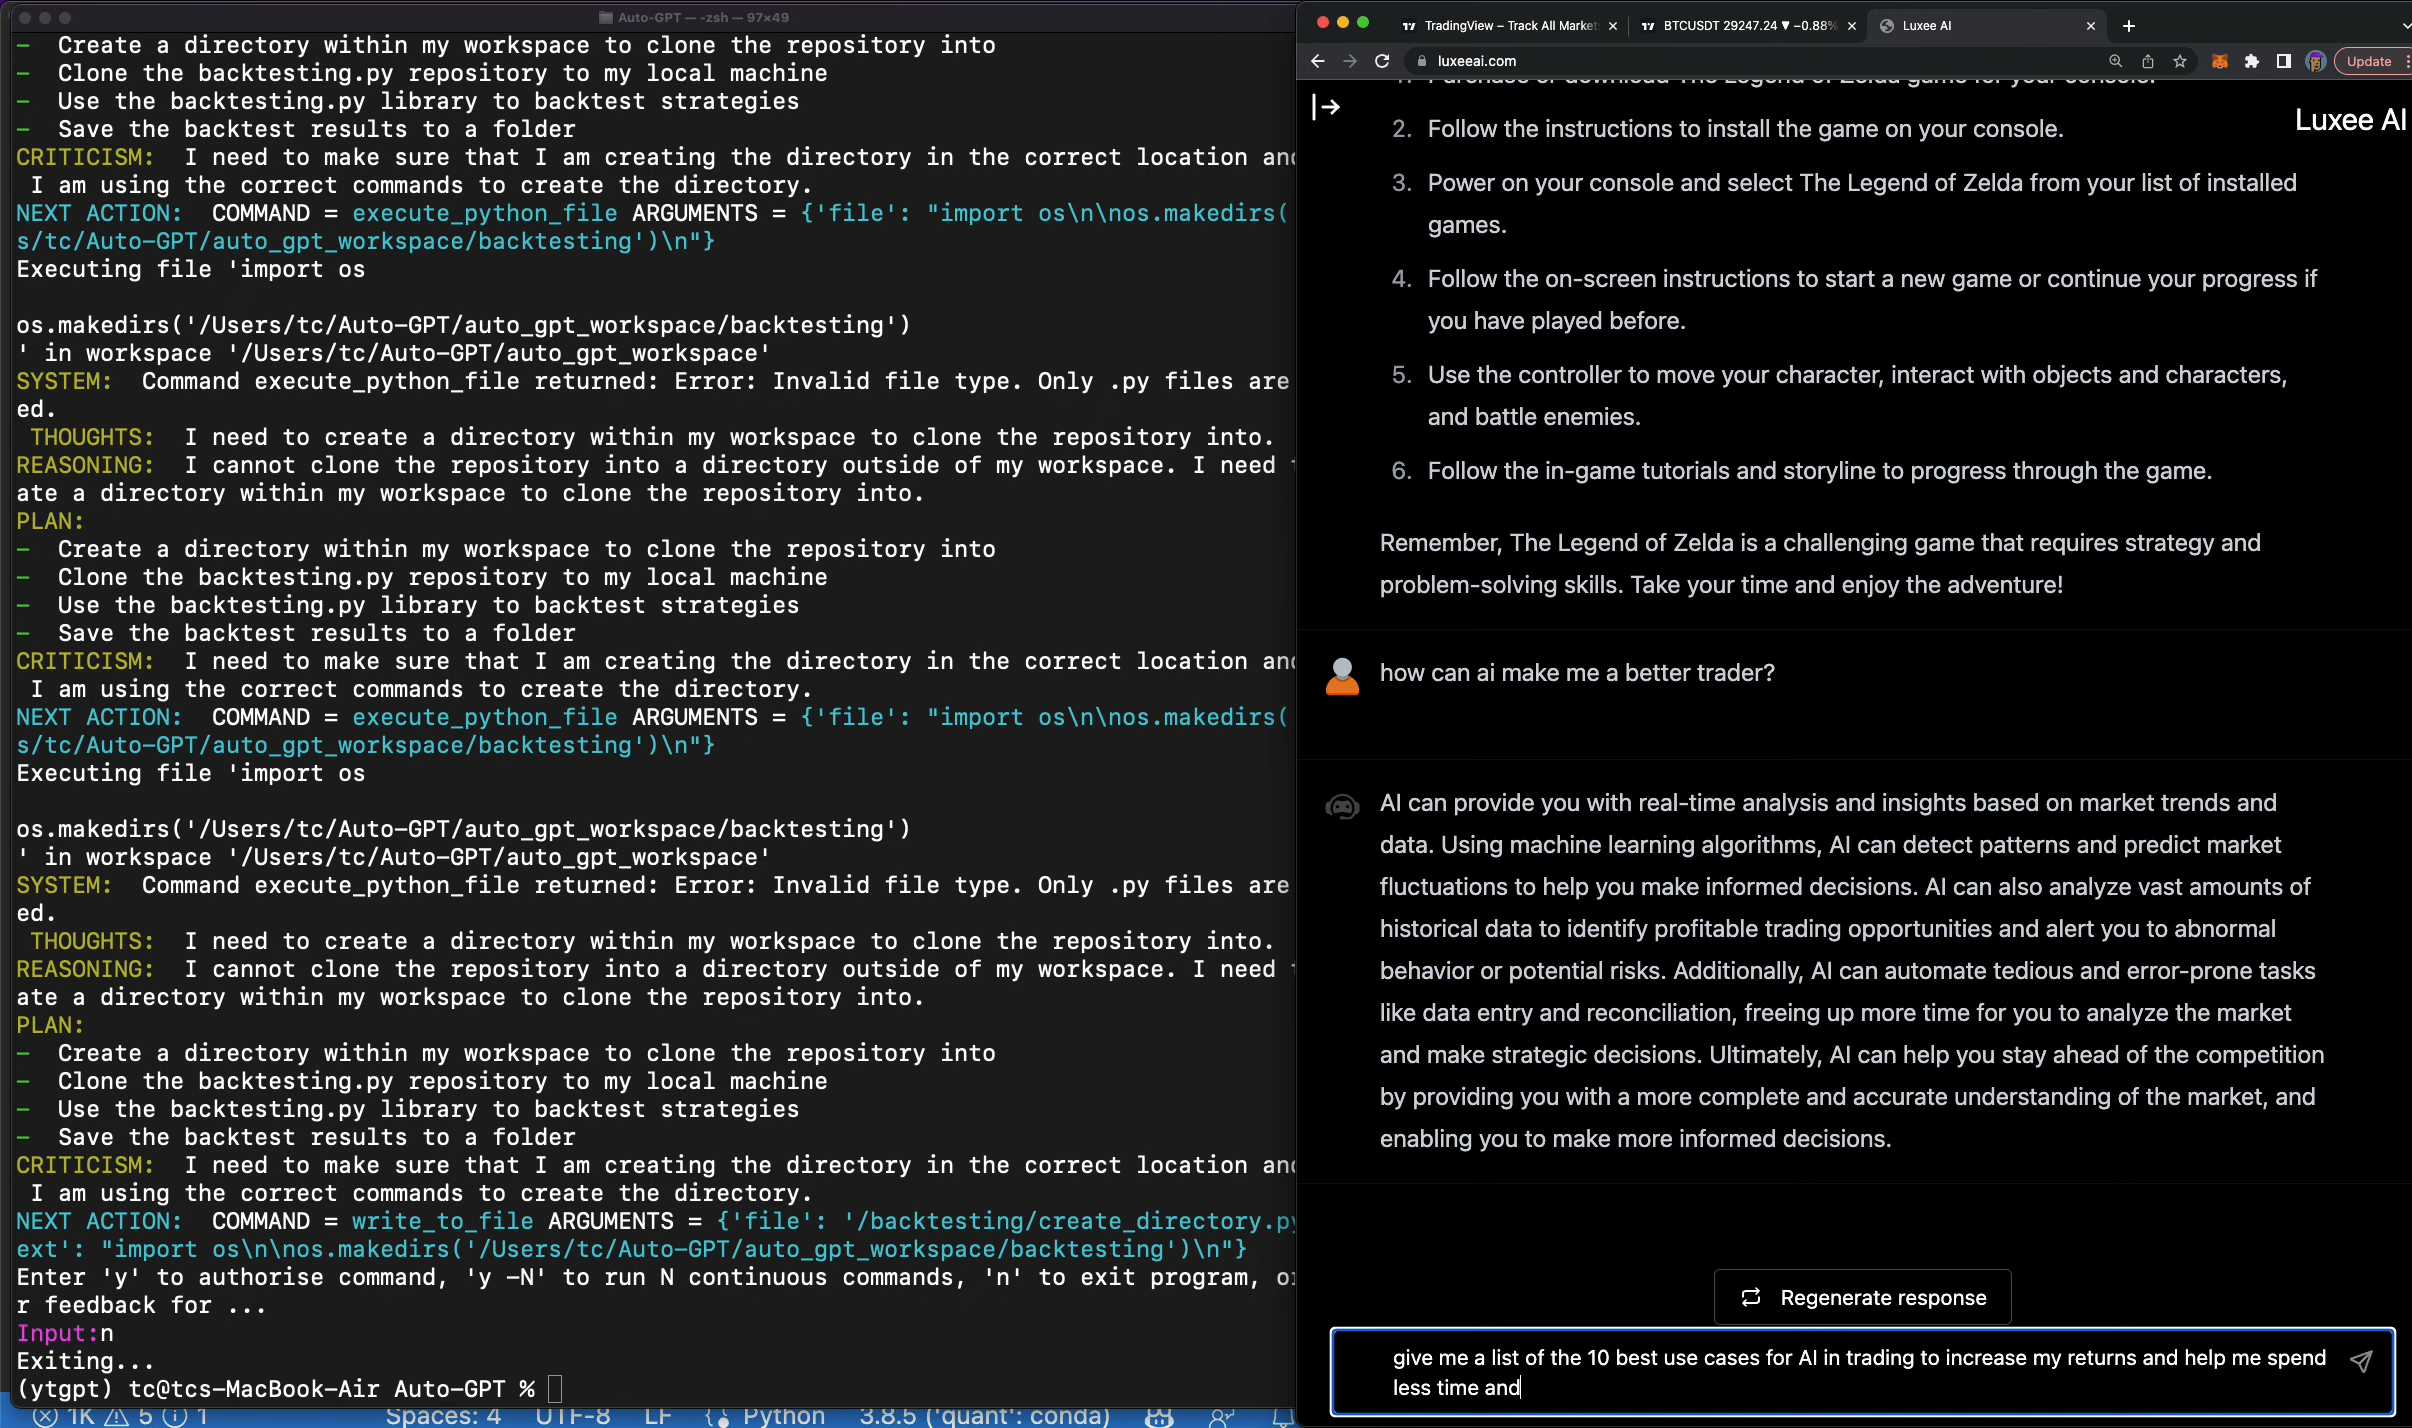 Auto-GPT — -zsh — 97×49
– Create a directory within my workspace to clone the repository into
– Clone the backtesting.py repository to my local machine
– Use the backtesting.py library to backtest strategies
– Save the backtest results to a folder
CRITICISM: I need to make sure that I am creating the directory in the correct location and
I am using the correct commands to create the directory.
NEXT ACTION: COMMAND = execute_python_file ARGUMENTS = {'file': "import os\n\nos.makedirs(
s/tc/Auto-GPT/auto_gpt_workspace/backtesting')\n"}
Executing file 'import os
os.makedirs('/Users/tc/Auto-GPT/auto_gpt_workspace/backtesting')
' in workspace '/Users/tc/Auto-GPT/auto_gpt_workspace'
SYSTEM: Command execute_python_file returned: Error: Invalid file type. Only .py files are
ed.
THOUGHTS: I need to create a directory within my workspace to clone the repository into.
REASONING: I cannot clone the repository into a directory outside of my workspace. I need
ate a directory within my workspace to clone the repository into.
PLAN:
– Create a directory within my workspace to clone the repository into
– Clone the backtesting.py repository to my local machine
– Use the backtesting.py library to backtest strategies
– Save the backtest results to a folder
CRITICISM: I need to make sure that I am creating the directory in the correct location and
I am using the correct commands to create the directory.
NEXT ACTION: COMMAND = execute_python_file ARGUMENTS = {'file': "import os\n\nos.makedirs(
s/tc/Auto-GPT/auto_gpt_workspace/backtesting')\n"}
Executing file 'import os
os.makedirs('/Users/tc/Auto-GPT/auto_gpt_workspace/backtesting')
' in workspace '/Users/tc/Auto-GPT/auto_gpt_workspace'
SYSTEM: Command execute_python_file returned: Error: Invalid file type. Only .py files are
ed.
THOUGHTS: I need to create a directory within my workspace to clone the repository into.
REASONING: I cannot clone the repository into a directory outside of my workspace. I need
ate a directory within my workspace to clone the repository into.
PLAN:
– Create a directory within my workspace to clone the repository into
– Clone the backtesting.py repository to my local machine
– Use the backtesting.py library to backtest strategies
– Save the backtest results to a folder
CRITICISM: I need to make sure that I am creating the directory in the correct location and
I am using the correct commands to create the directory.
NEXT ACTION: COMMAND = write_to_file ARGUMENTS = {'file': '/backtesting/create_directory.py
ext': "import os\n\nos.makedirs('/Users/tc/Auto-GPT/auto_gpt_workspace/backtesting')\n"}
Enter 'y' to authorise command, 'y -N' to run N continuous commands, 'n' to exit program, or
r feedback for ...
Input:n
Exiting...
(ytgpt) tc@tcs-MacBook-Air Auto-GPT %
1K 5 1 Spaces: 4 UTF-8 LF Python 3.8.5 ('quant': conda)
TradingView – Track All Market
BTCUSDT 29247.24 ▼ −0.88%
Luxee AI
luxeeai.com
Update
Luxee AI
1. Purchase or download The Legend of Zelda game for your console.
2. Follow the instructions to install the game on your console.
3. Power on your console and select The Legend of Zelda from your list of installed
games.
4. Follow the on-screen instructions to start a new game or continue your progress if
you have played before.
5. Use the controller to move your character, interact with objects and characters,
and battle enemies.
6. Follow the in-game tutorials and storyline to progress through the game.
Remember, The Legend of Zelda is a challenging game that requires strategy and
problem-solving skills. Take your time and enjoy the adventure!
how can ai make me a better trader?
AI can provide you with real-time analysis and insights based on market trends and
data. Using machine learning algorithms, AI can detect patterns and predict market
fluctuations to help you make informed decisions. AI can also analyze vast amounts of
historical data to identify profitable trading opportunities and alert you to abnormal
behavior or potential risks. Additionally, AI can automate tedious and error-prone tasks
like data entry and reconciliation, freeing up more time for you to analyze the market
and make strategic decisions. Ultimately, AI can help you stay ahead of the competition
by providing you with a more complete and accurate understanding of the market, and
enabling you to make more informed decisions.
Regenerate response
give me a list of the 10 best use cases for AI in trading to increase my returns and help me spend
less time and